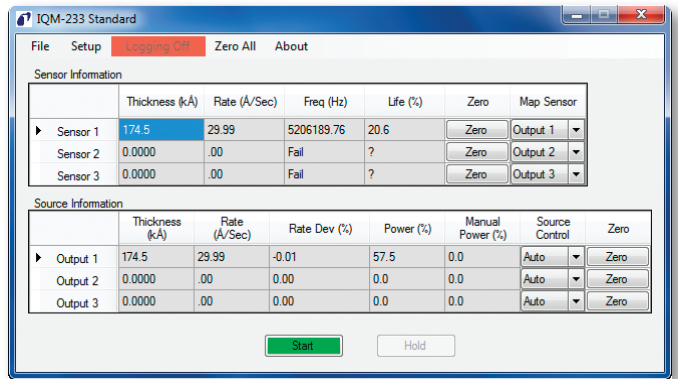 IQM-233 Standard
File Setup Logging Off Zero All About
Sensor Information
Thickness (kÅ) Rate (Å/Sec) Freq (Hz) Life (%) Zero Map Sensor
Sensor 1 174.5 29.99 5206189.76 20.6 Zero Output 1
Sensor 2 0.0000 .00 Fail ? Zero Output 2
Sensor 3 0.0000 .00 Fail ? Zero Output 3
Source Information
Thickness (kÅ) Rate (Å/Sec) Rate Dev (%) Power (%) Manual Power (%) Source Control Zero
Output 1 174.5 29.99 -0.01 57.5 0.0 Auto Zero
Output 2 0.0000 .00 0.00 0.0 0.0 Auto Zero
Output 3 0.0000 .00 0.00 0.0 0.0 Auto Zero
Start Hold